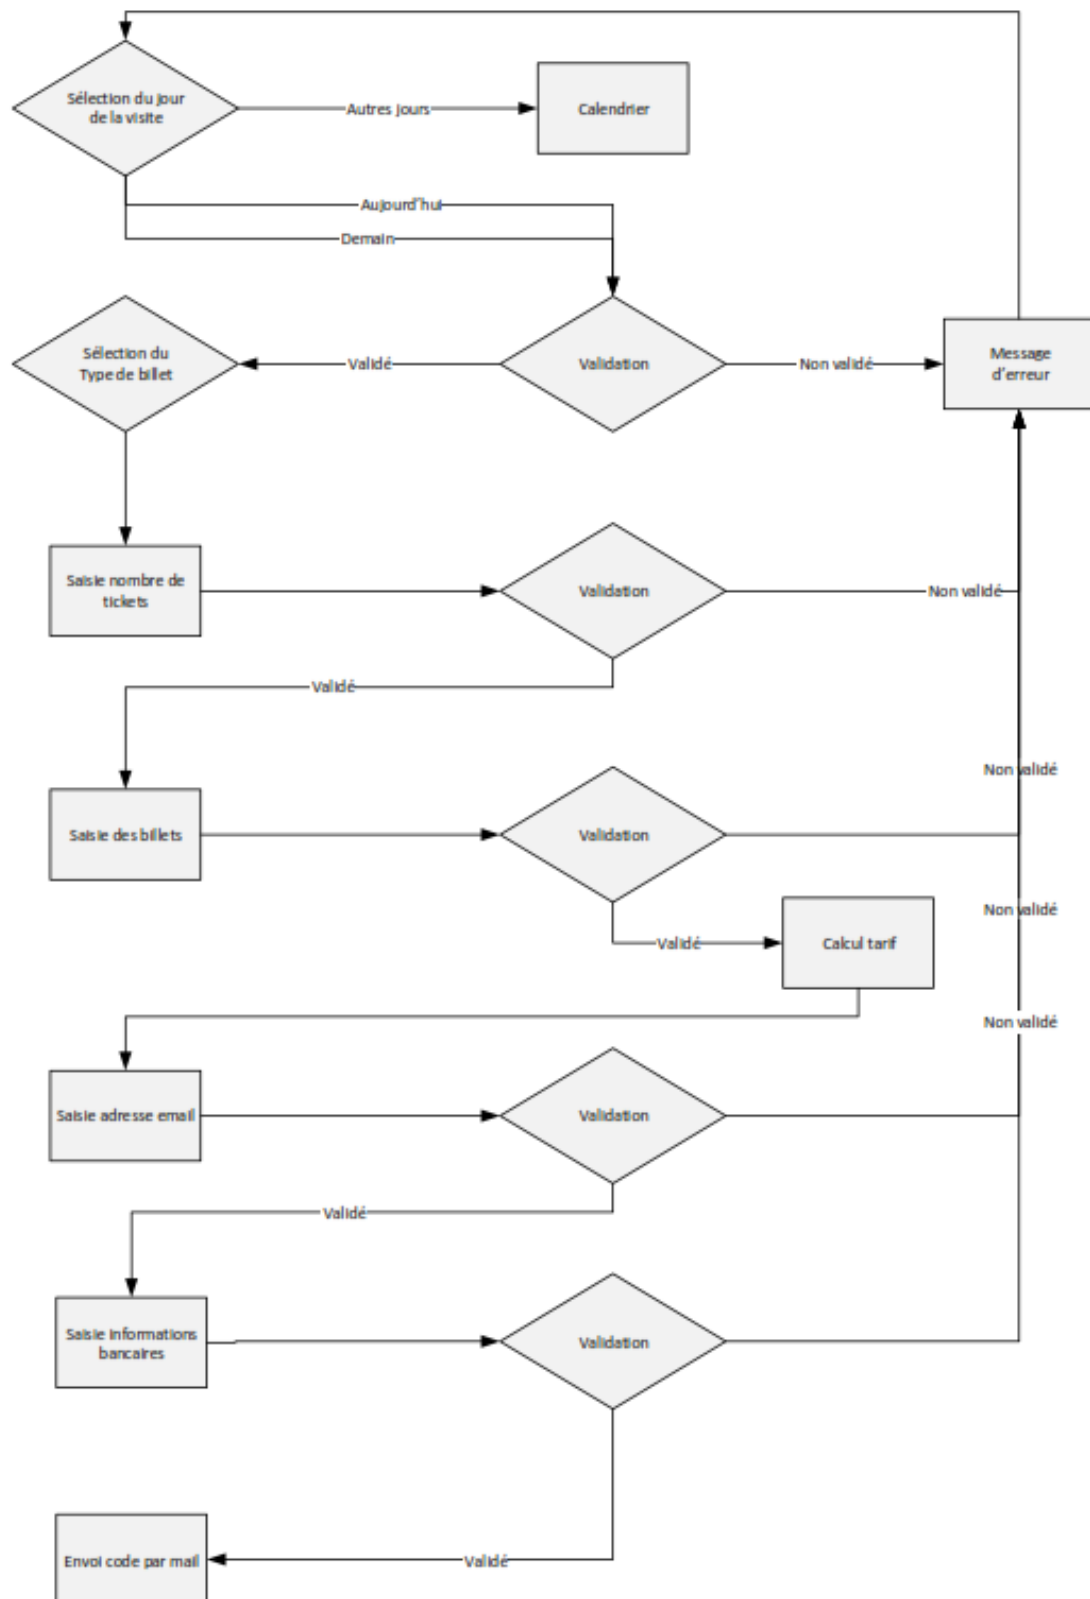 Sélection du jour
de la visite
Autres jours
Calendrier
Aujourd'hui
Demain
Sélection du
Type de billet
Validé
Validation
Non validé
Message
d'erreur
Saisie nombre de
tickets
Validation
Non validé
Validé
Non validé
Saisie des billets
Validation
Non validé
Validé
Calcul tarif
Non validé
Saisie adresse email
Validation
Validé
Saisie informations
bancaires
Validation
Envoi code par mail
Validé